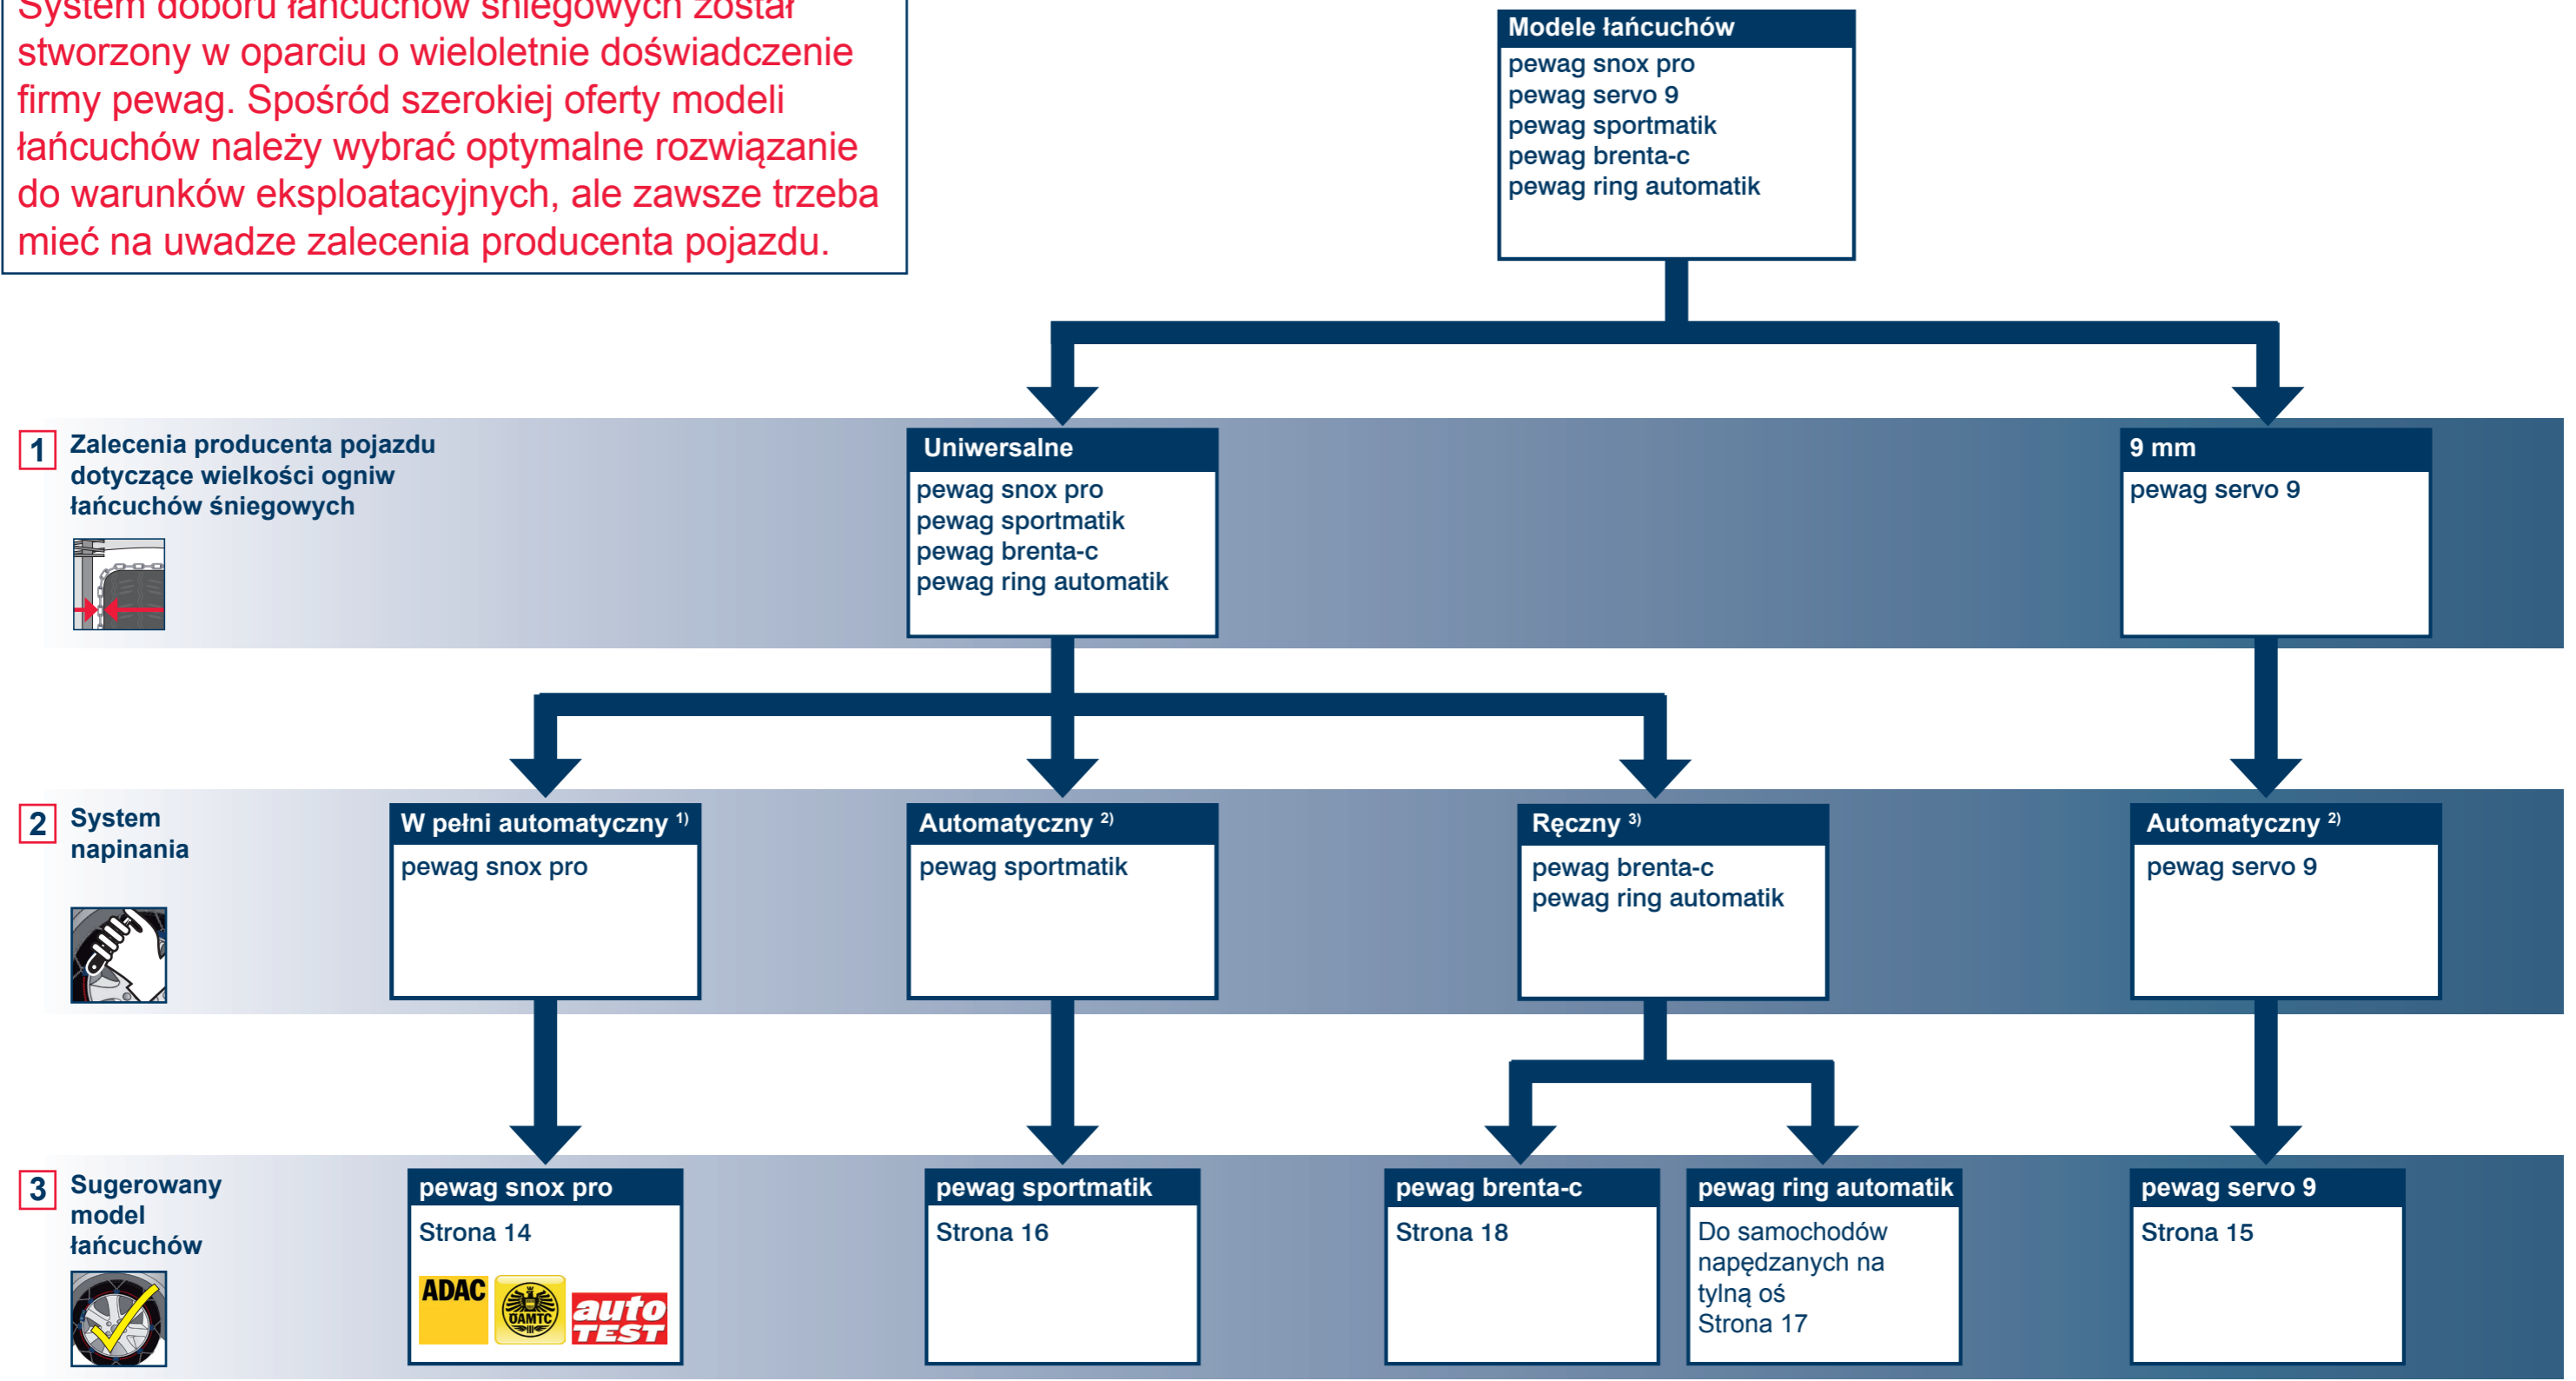 System doboru łańcuchów śniegowych został
stworzony w oparciu o wieloletnie doświadczenie
firmy pewag. Spośród szerokiej oferty modeli
łańcuchów należy wybrać optymalne rozwiązanie
do warunków eksploatacyjnych, ale zawsze trzeba
mieć na uwadze zalecenia producenta pojazdu.
Modele łańcuchów
pewag snox pro
pewag servo 9
pewag sportmatik
pewag brenta-c
pewag ring automatik
1 Zalecenia producenta pojazdu
dotyczące wielkości ogniw
łańcuchów śniegowych
Uniwersalne
pewag snox pro
pewag sportmatik
pewag brenta-c
pewag ring automatik
9 mm
pewag servo 9
2 System
napinania
W pełni automatyczny 1)
pewag snox pro
Automatyczny 2)
pewag sportmatik
Ręczny 3)
pewag brenta-c
pewag ring automatik
Automatyczny 2)
pewag servo 9
3 Sugerowany
model
łańcuchów
pewag snox pro
Strona 14
ADAC
ÖAMTC
auto
TEST
pewag sportmatik
Strona 16
pewag brenta-c
Strona 18
pewag ring automatik
Do samochodów
napędzanych na
tylną oś
Strona 17
pewag servo 9
Strona 15